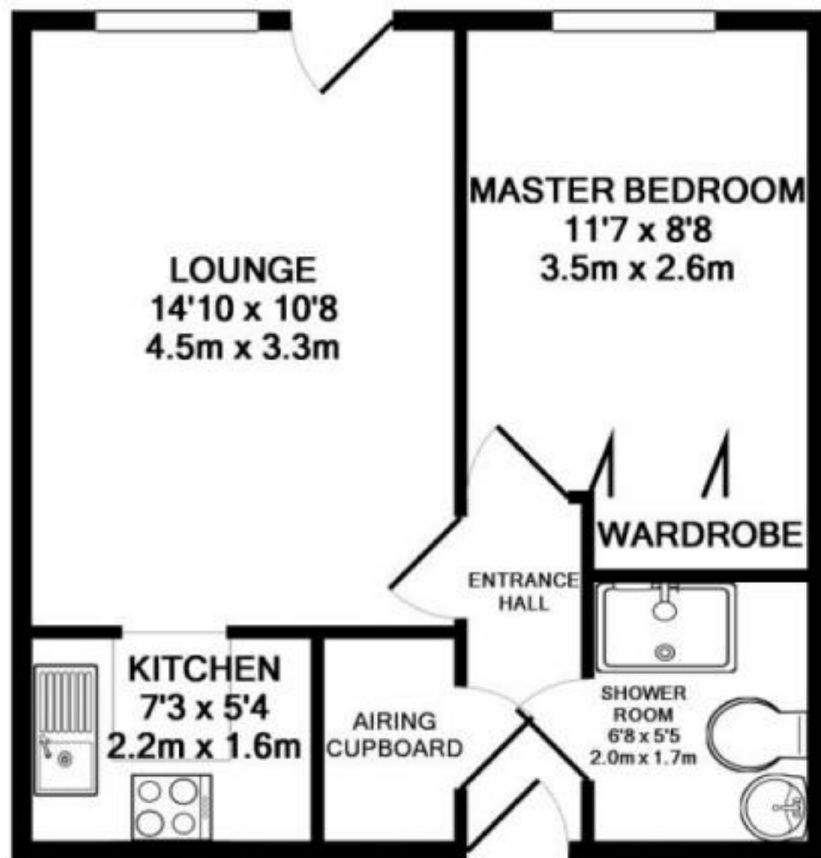 MASTER BEDROOM
11'7 x 8'8
3.5m x 2.6m
LOUNGE
14'10 x 10'8
4.5m x 3.3m
WARDROBE
ENTRANCE
HALL
KITCHEN
7'3 x 5'4
2.2m x 1.6m
AIRING
CUPBOARD
SHOWER
ROOM
6'8 x 5'5
2.0m x 1.7m